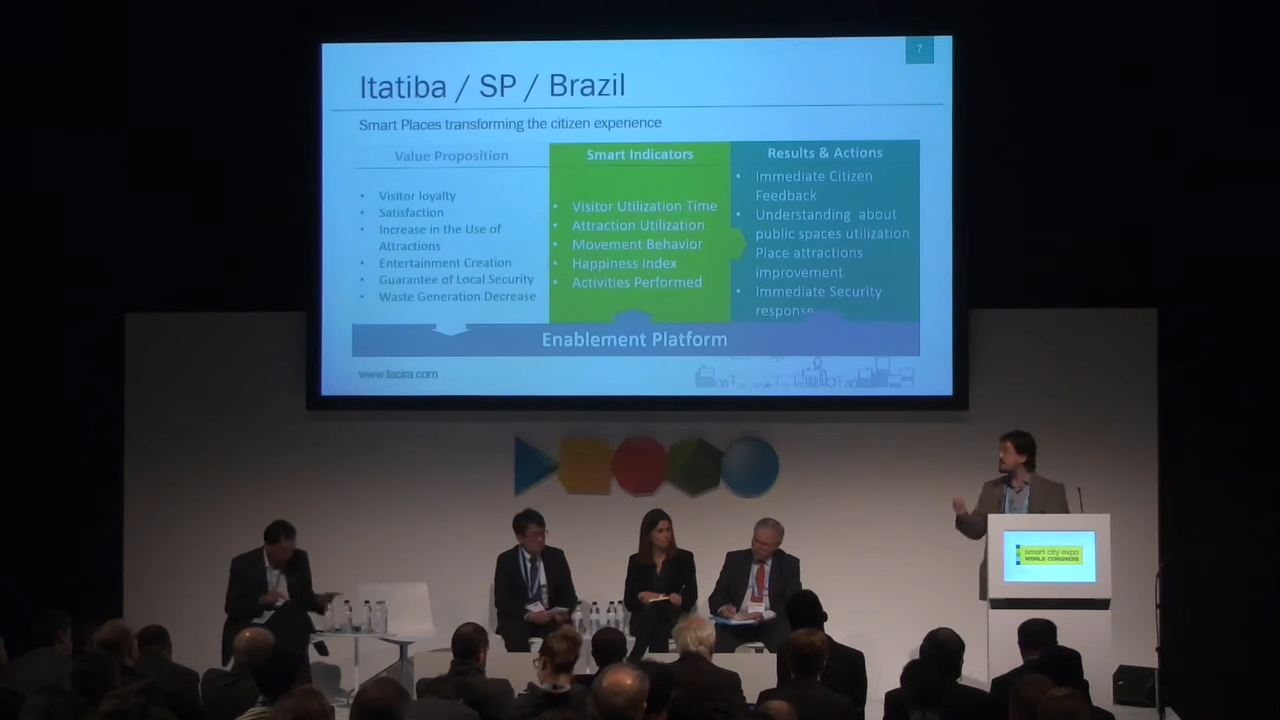 7
Itatiba / SP / Brazil
Smart Places transforming the citizen experience
Value Proposition
• Visitor loyalty
• Satisfaction
• Increase in the Use of
Attractions
• Entertainment Creation
• Guarantee of Local Security
• Waste Generation Decrease
Smart Indicators
• Visitor Utilization Time
• Attraction Utilization
• Movement Behavior
• Happiness Index
• Activities Performed
Results & Actions
• Immediate Citizen
Feedback
• Understanding about
public spaces utilization
Place attractions
improvement
• Immediate Security
response
Enablement Platform
www.tacira.com
smart city expo
WORLD CONGRESS